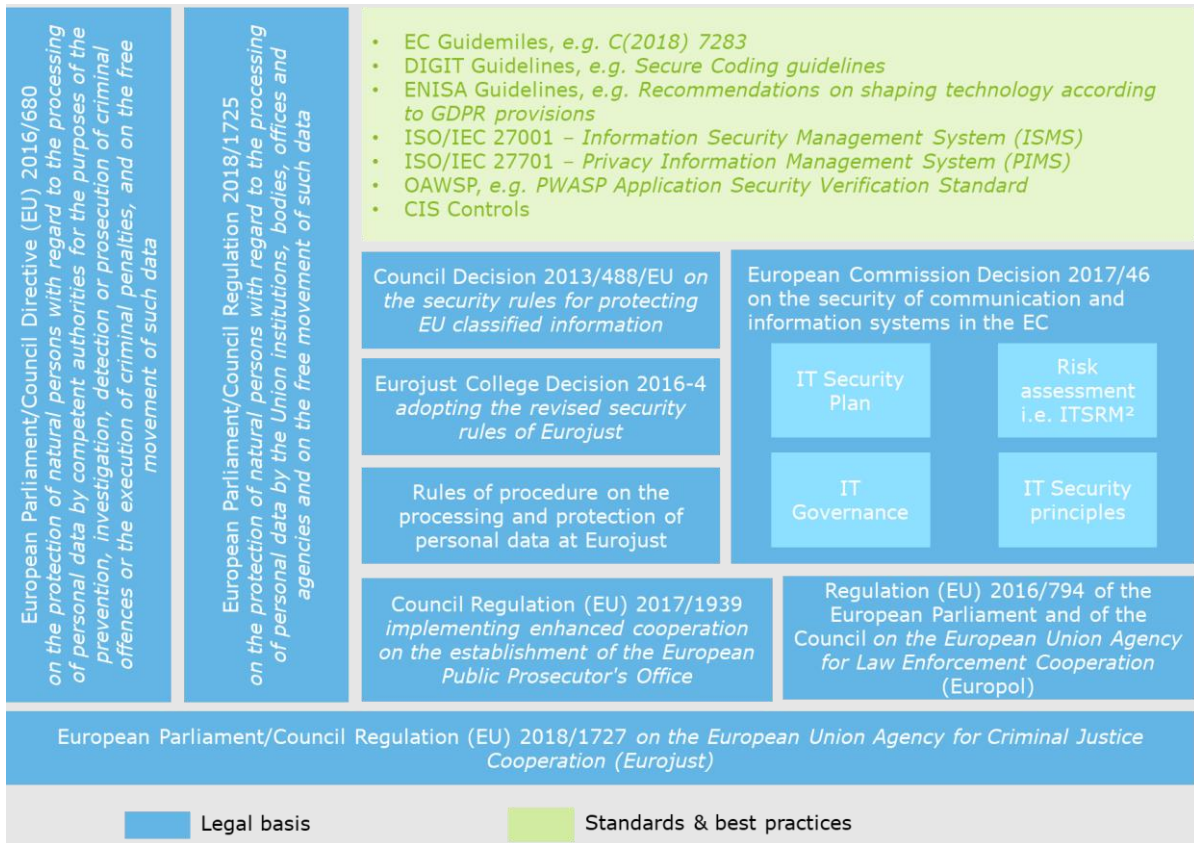 European Parliament/Council Directive (EU) 2016/680
on the protection of natural persons with regard to the processing
of personal data by competent authorities for the purposes of the
prevention, investigation, detection or prosecution of criminal
offences or the execution of criminal penalties, and on the free
movement of such data
European Parliament/Council Regulation 2018/1725
on the protection of natural persons with regard to the processing
of personal data by the Union institutions, bodies, offices and
agencies and on the free movement of such data
• EC Guidemiles, e.g. C(2018) 7283
• DIGIT Guidelines, e.g. Secure Coding guidelines
• ENISA Guidelines, e.g. Recommendations on shaping technology according
to GDPR provisions
• ISO/IEC 27001 – Information Security Management System (ISMS)
• ISO/IEC 27701 – Privacy Information Management System (PIMS)
• OAWSP, e.g. PWASP Application Security Verification Standard
• CIS Controls
Council Decision 2013/488/EU on
the security rules for protecting
EU classified information
Eurojust College Decision 2016-4
adopting the revised security
rules of Eurojust
Rules of procedure on the
processing and protection of
personal data at Eurojust
European Commission Decision 2017/46
on the security of communication and
information systems in the EC
IT Security
Plan
Risk
assessment
i.e. ITSRM²
IT
Governance
IT Security
principles
Council Regulation (EU) 2017/1939
implementing enhanced cooperation
on the establishment of the European
Public Prosecutor's Office
Regulation (EU) 2016/794 of the
European Parliament and of the
Council on the European Union Agency
for Law Enforcement Cooperation
(Europol)
European Parliament/Council Regulation (EU) 2018/1727 on the European Union Agency for Criminal Justice
Cooperation (Eurojust)
Legal basis
Standards & best practices